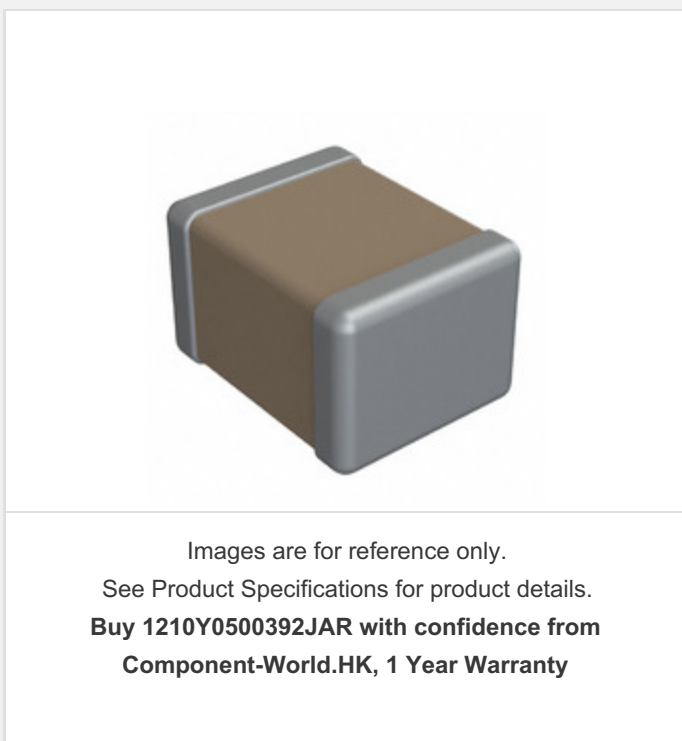 Images are for reference only.
See Product Specifications for product details.
Buy 1210Y0500392JAR with confidence from
Component-World.HK, 1 Year Warranty